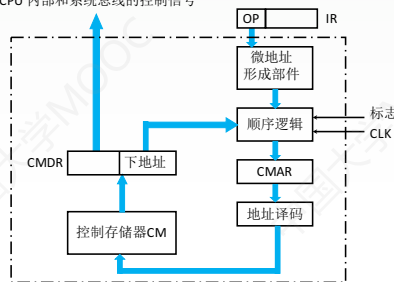 CPU 内部和系统总线的控制信号
OP
IR
微地址
形成部件
顺序逻辑
标志
CLK
CMDR
下地址
CMAR
地址译码
控制存储器CM